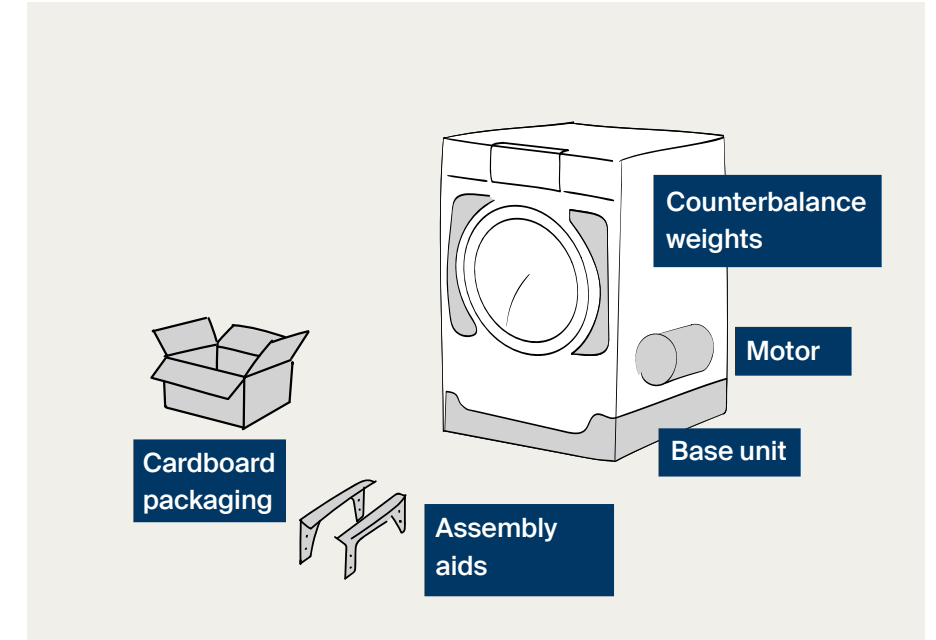 Counterbalance
weights
Motor
Base unit
Cardboard
packaging
Assembly
aids